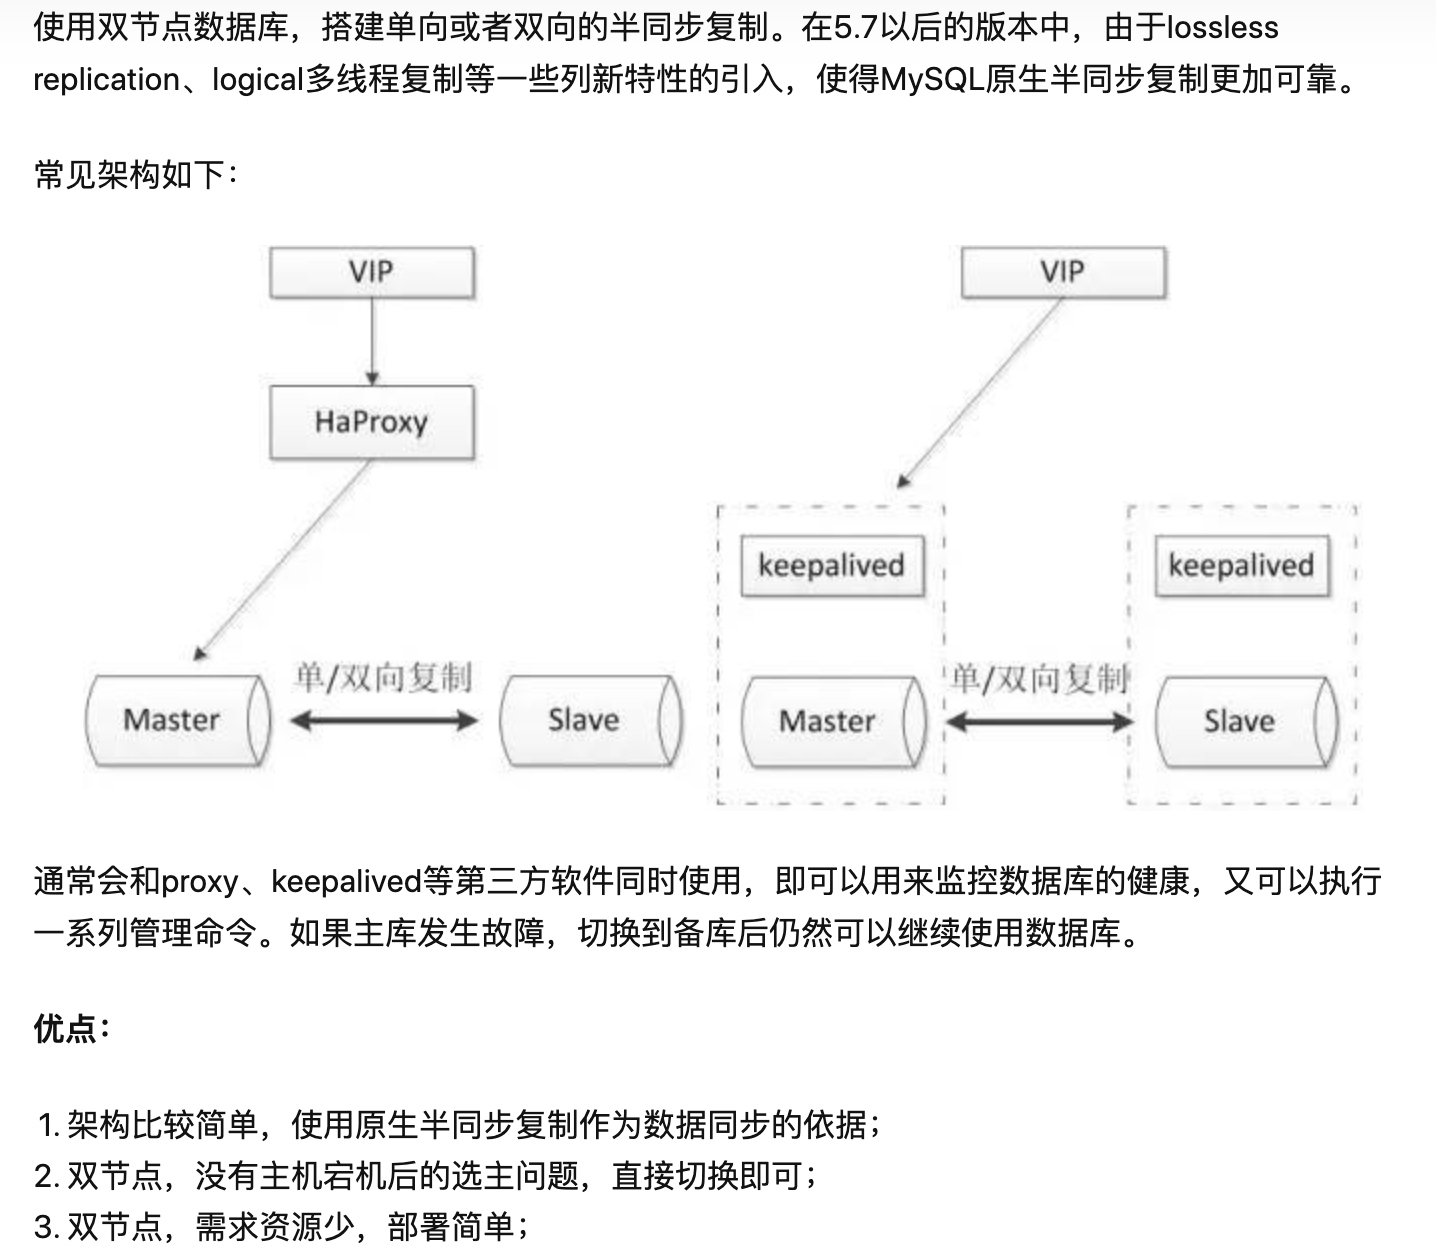 使用双节点数据库，搭建单向或者双向的半同步复制。在5.7以后的版本中，由于lossless
replication、logical多线程复制等一些列新特性的引入，使得MySQL原生半同步复制更加可靠。
常见架构如下：
VIP
HaProxy
Master
单/双向复制
Slave
VIP
keepalived
keepalived
Master
单/双向复制
Slave
通常会和proxy、keepalived等第三方软件同时使用，即可以用来监控数据库的健康，又可以执行
一系列管理命令。如果主库发生故障，切换到备库后仍然可以继续使用数据库。
优点：
1. 架构比较简单，使用原生半同步复制作为数据同步的依据；
2. 双节点，没有主机宕机后的选主问题，直接切换即可；
3. 双节点，需求资源少，部署简单；